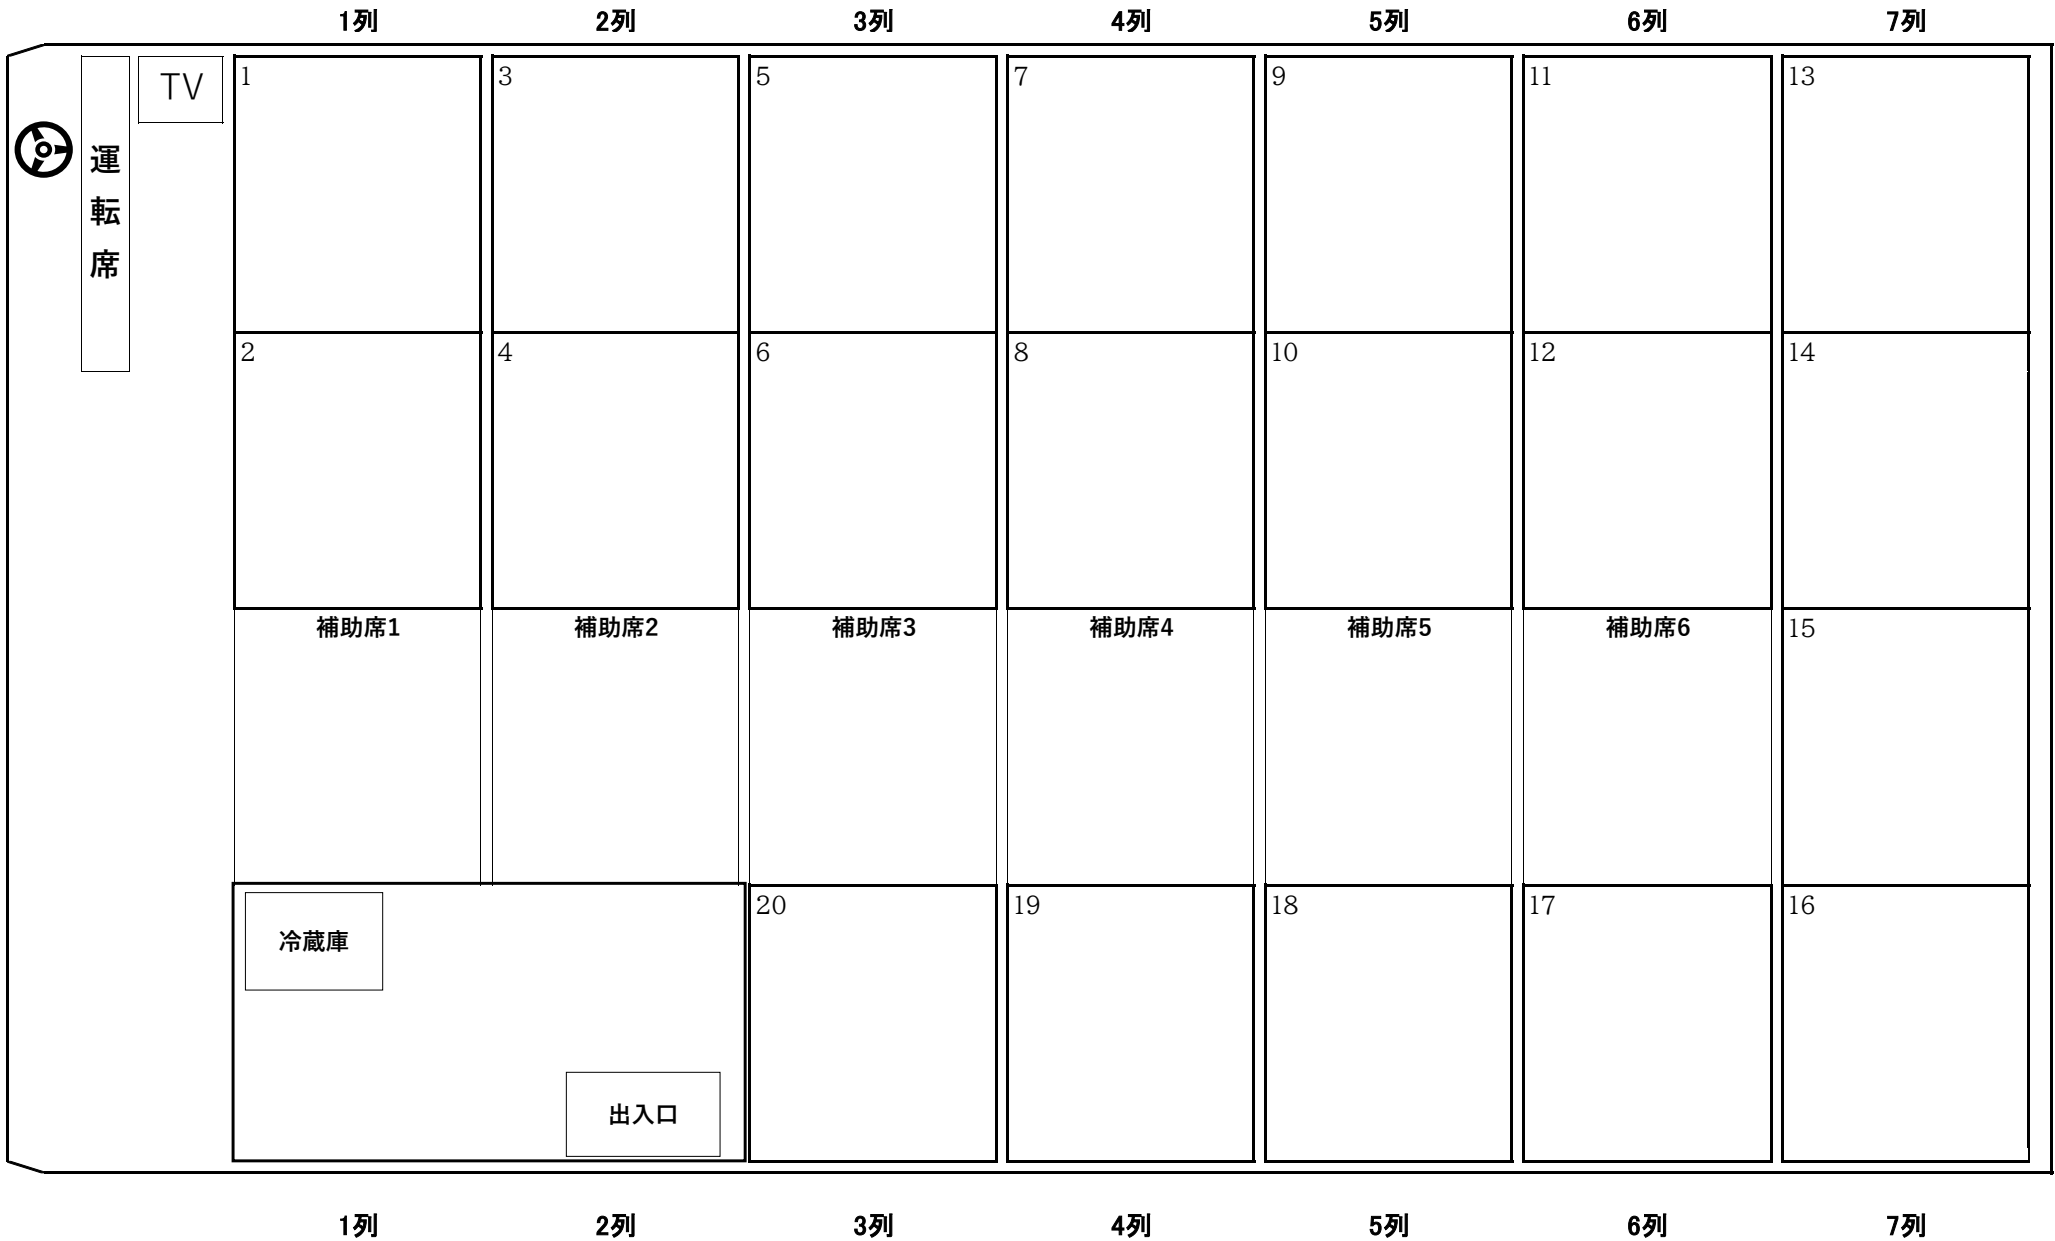 1列 2列 3列 4列 5列 6列 7列
運転席
TV
1 3 5 7 9 11 13
2 4 6 8 10 12 14
補助席1 補助席2 補助席3 補助席4 補助席5 補助席6 15
冷蔵庫
20 19 18 17 16
出入口
1列 2列 3列 4列 5列 6列 7列